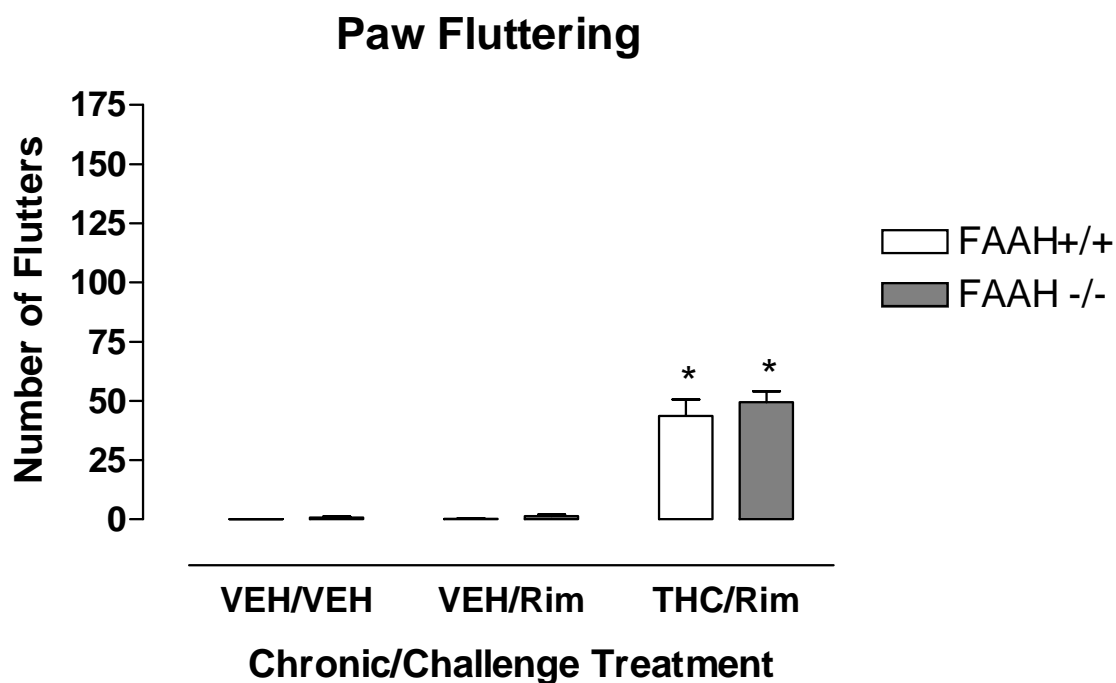 Paw Fluttering
Number of Flutters
175
150
125
100
75
50
25
0
* *
FAAH+/+
FAAH -/-
VEH/VEH VEH/Rim THC/Rim
Chronic/Challenge Treatment